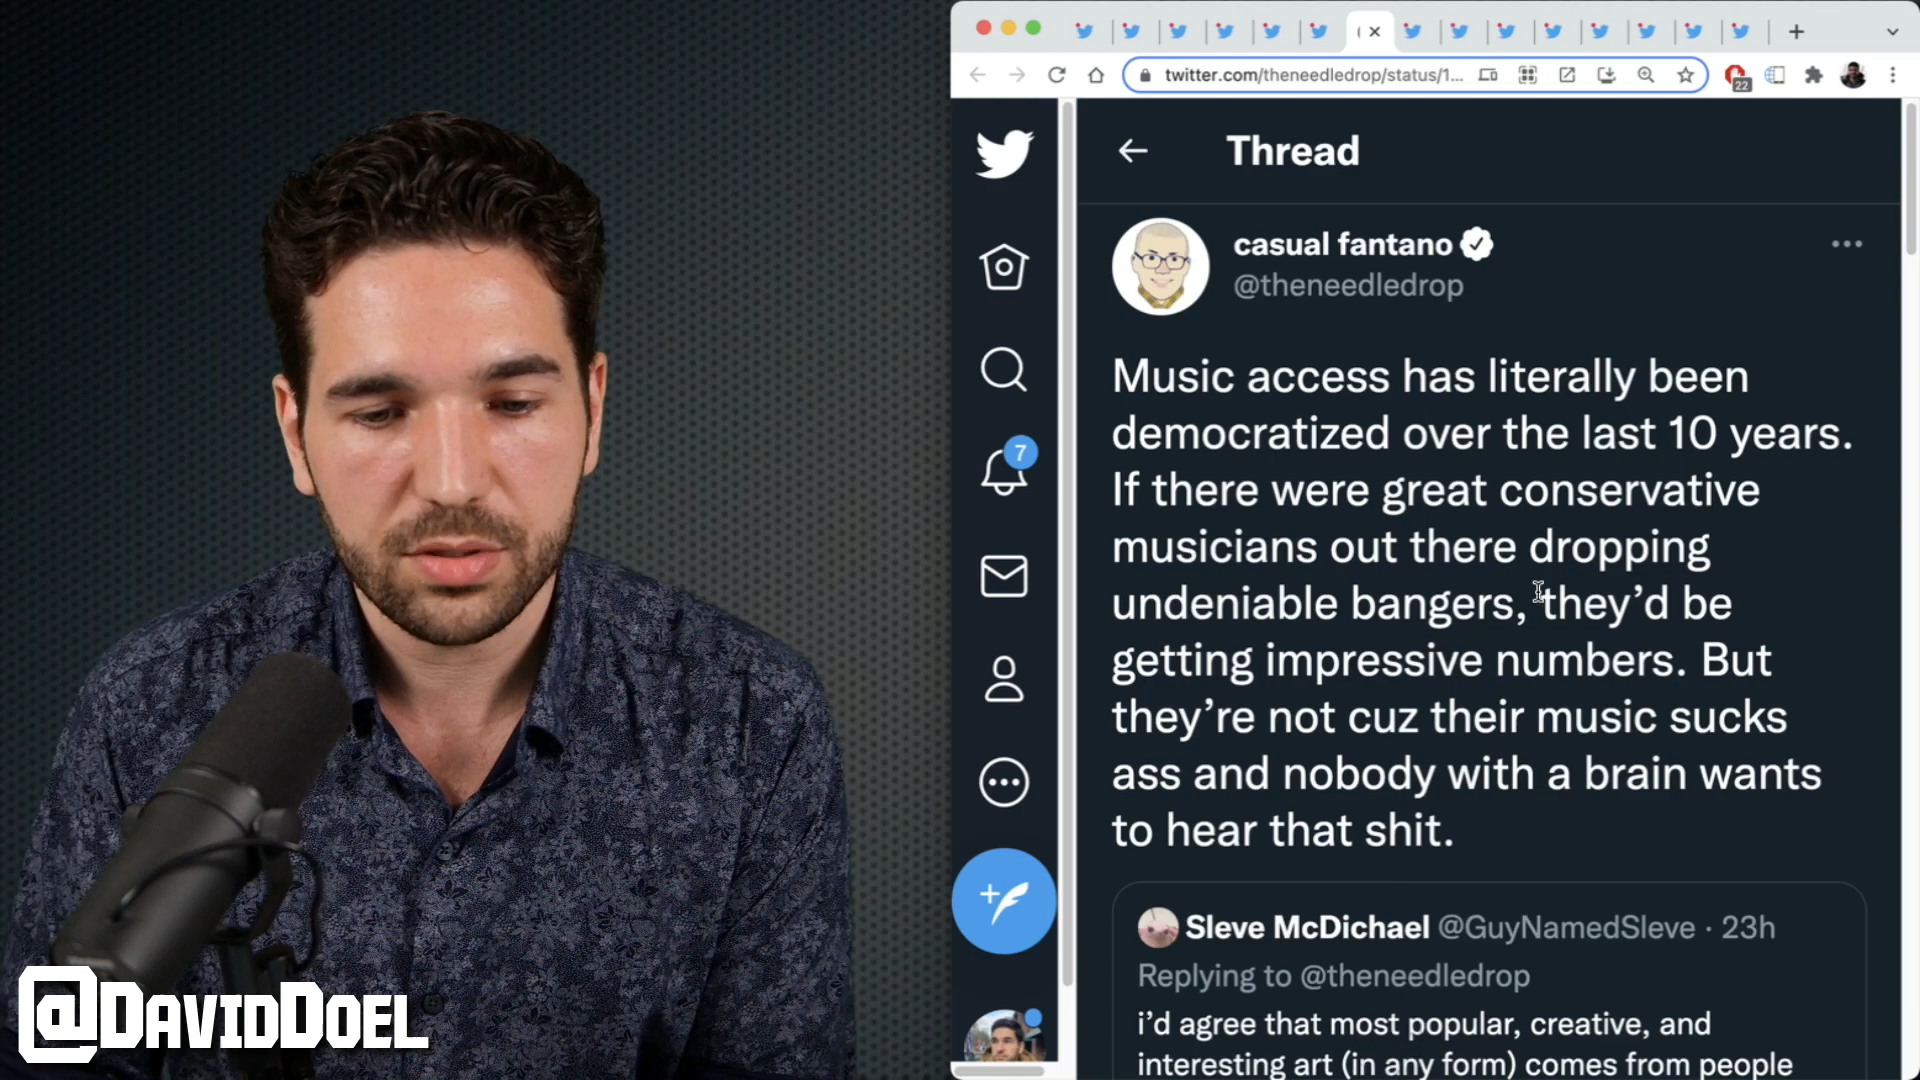 twitter.com/theneedledrop/status/1...
22
Thread
casual fantano
@theneedledrop
Music access has literally been
democratized over the last 10 years.
If there were great conservative
musicians out there dropping
undeniable bangers, they'd be
getting impressive numbers. But
they're not cuz their music sucks
ass and nobody with a brain wants
to hear that shit.
7
Sleve McDichael @GuyNamedSleve · 23h
Replying to @theneedledrop
i'd agree that most popular, creative, and
interesting art (in any form) comes from people
@DavidDoel